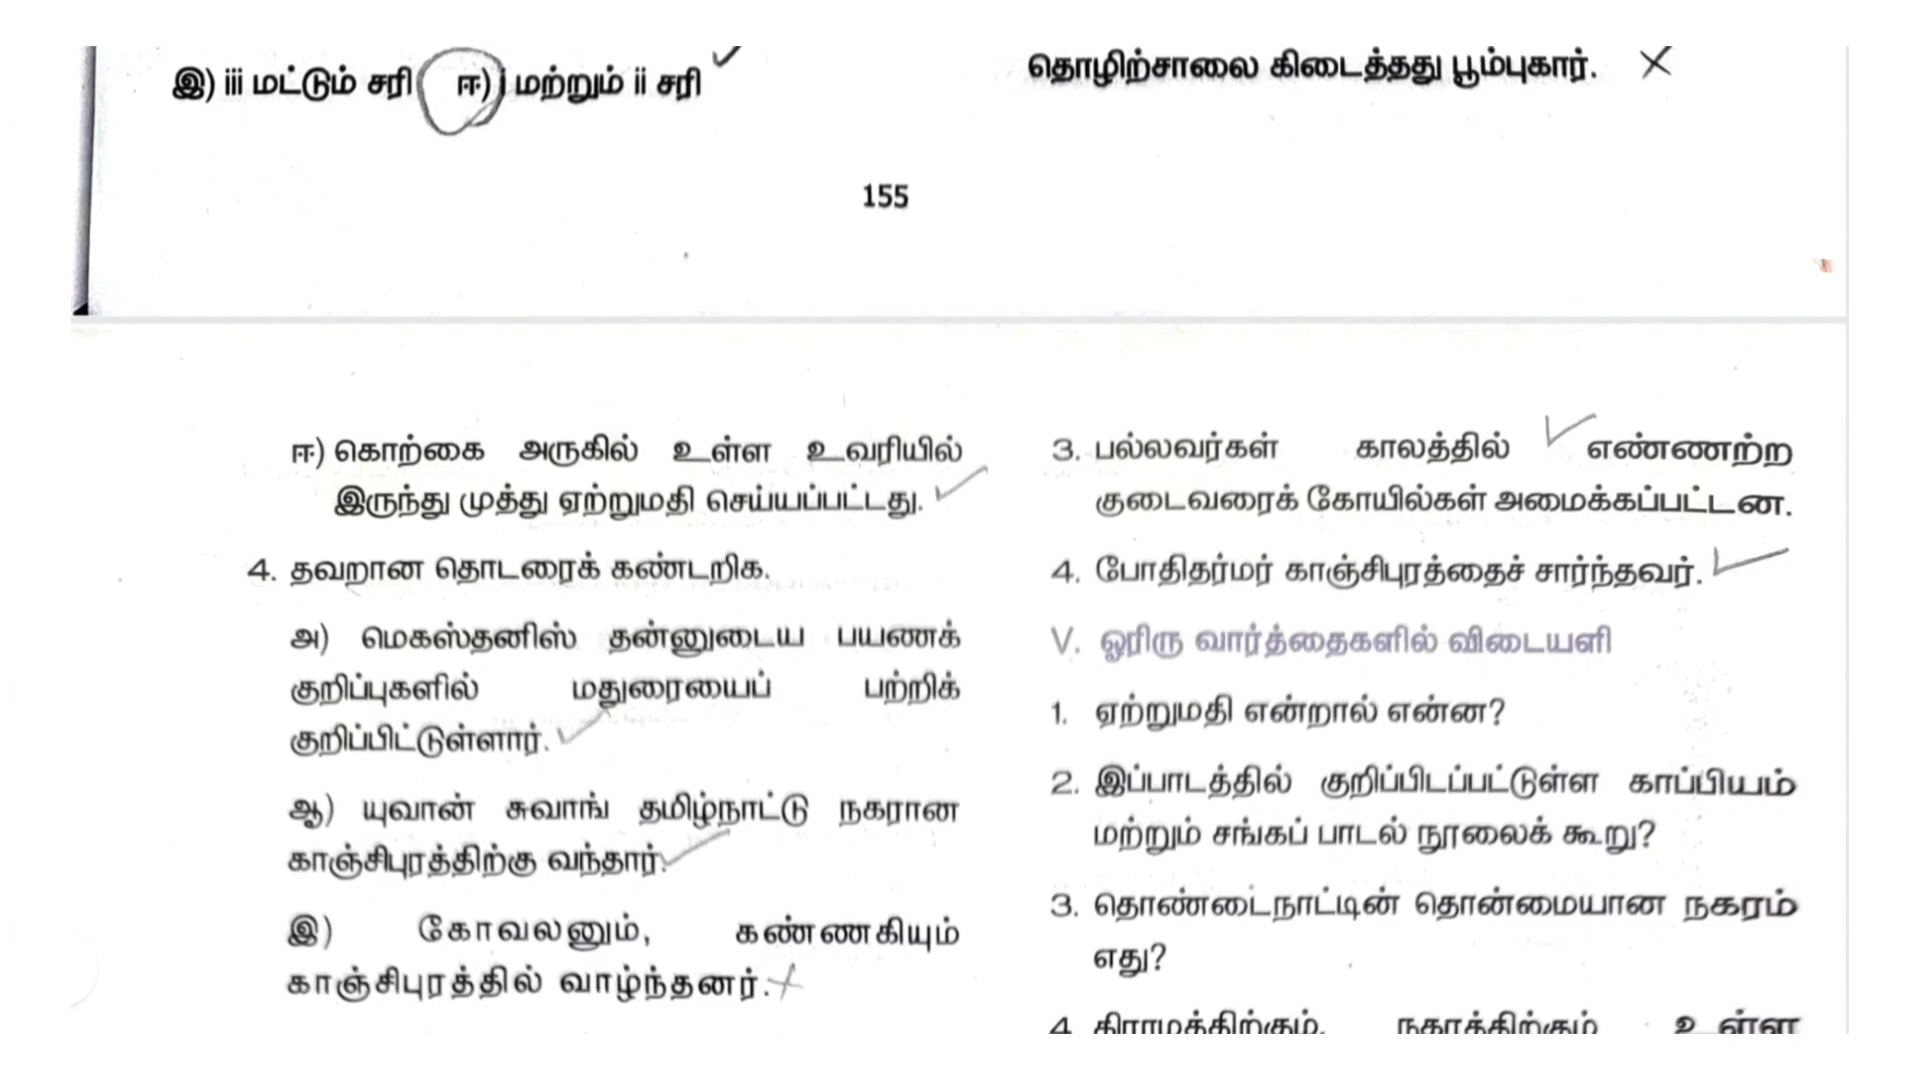 இ) iii மட்டும் சரி ஈ) i மற்றும் ii சரி
தொழிற்சாலை கிடைத்தது பூம்புகார்.
155
ஈ) கொற்கை அருகில் உள்ள உவரியில்
இருந்து முத்து ஏற்றுமதி செய்யப்பட்டது.
4. தவறான தொடரைக் கண்டறிக.
அ) மெகஸ்தனிஸ் தன்னுடைய பயணக்
குறிப்புகளில் மதுரையைப் பற்றிக்
குறிப்பிட்டுள்ளார்.
ஆ) யுவான் சுவாங் தமிழ்நாட்டு நகரான
காஞ்சிபுரத்திற்கு வந்தார்.
இ) கோவலனும், கண்ணகியும்
காஞ்சிபுரத்தில் வாழ்ந்தனர்.
3. பல்லவர்கள் காலத்தில் எண்ணற்ற
குடைவரைக் கோயில்கள் அமைக்கப்பட்டன.
4. போதிதர்மர் காஞ்சிபுரத்தைச் சார்ந்தவர்.
V. ஓரிரு வார்த்தைகளில் விடையளி
1. ஏற்றுமதி என்றால் என்ன?
2. இப்பாடத்தில் குறிப்பிடப்பட்டுள்ள காப்பியம்
மற்றும் சங்கப் பாடல் நூலைக் கூறு?
3. தொண்டைநாட்டின் தொன்மையான நகரம்
எது?
4 கிராமத்திற்கும், நகரத்திற்கும் உள்ள